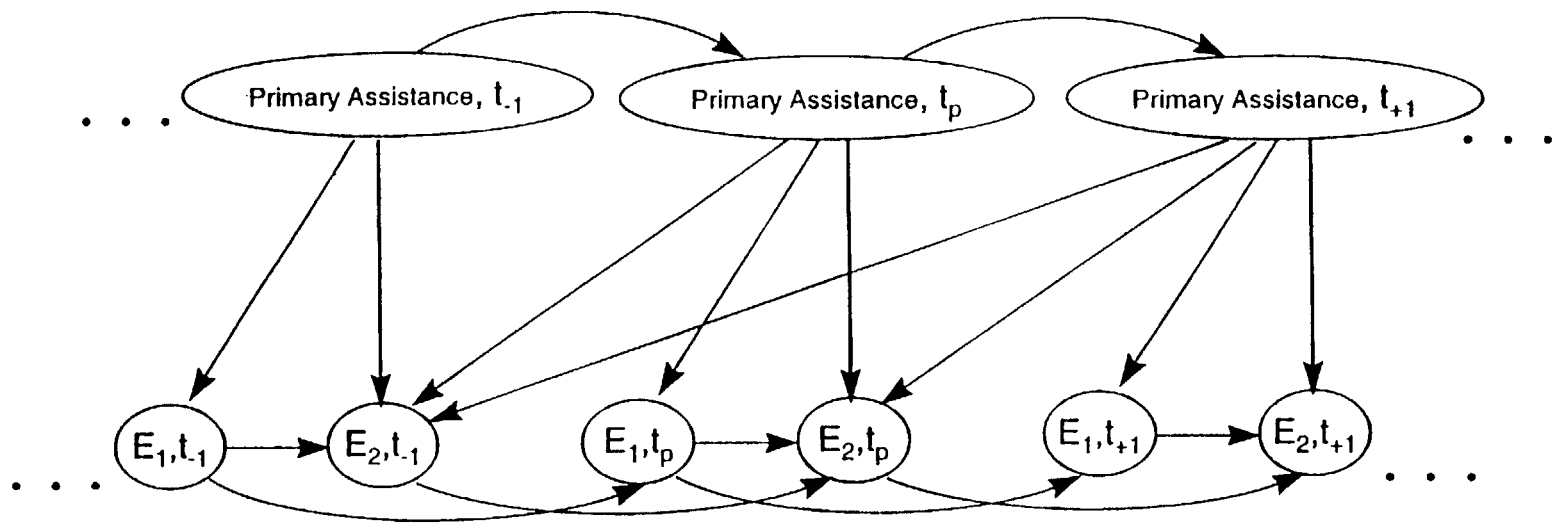 Primary Assistance, t-1
Primary Assistance, tp
Primary Assistance, t+1
. . .
. . .
E1,t-1
E2,t-1
E1,tp
E2,tp
E1,t+1
E2,t+1
. . .
. . .